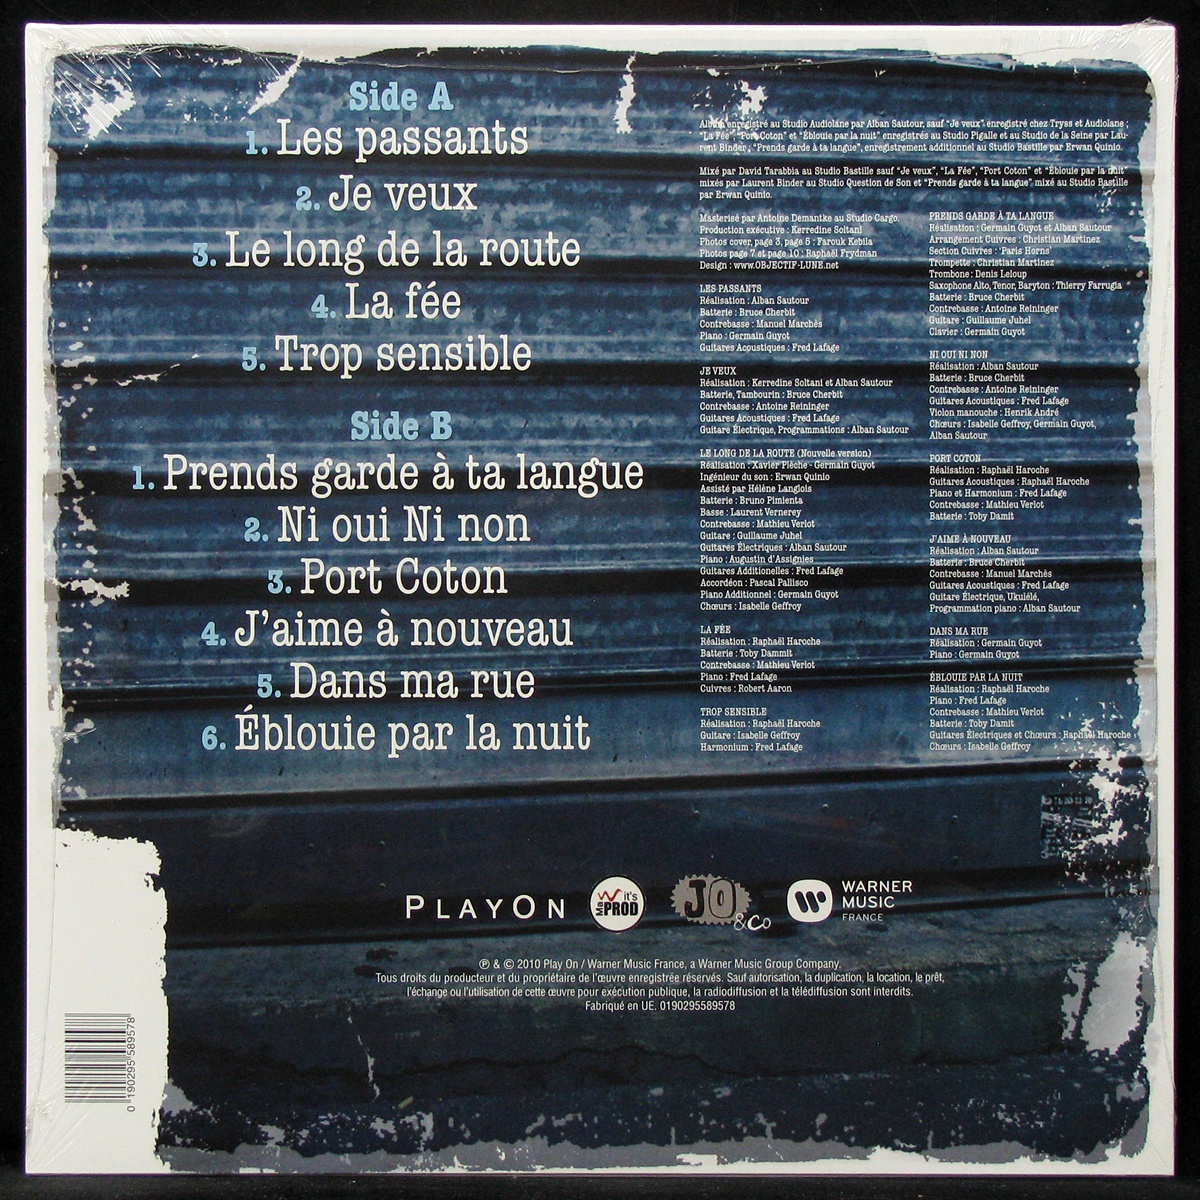 Side A
1. Les passants
2. Je veux
3. Le long de la route
4. La fée
5. Trop sensible
Side B
1. Prends garde à ta langue
2. Ni oui Ni non
3. Port Coton
4. J'aime à nouveau
5. Dans ma rue
6. Éblouie par la nuit
Album enregistré au Studio Audiolane par Alban Sautour, sauf "Je veux" enregistré chez Tryss et Audiolane ;
"La Fée", "Port Coton" et "Éblouie par la nuit" enregistrés au Studio Pigalle et au Studio de la Seine par Lau-
rent Binder ; "Prends garde à ta langue", enregistrement additionnel au Studio Bastille par Erwan Quinio.
Mixé par David Tarabbia au Studio Bastille sauf "Je veux", "La Fée", "Port Coton" et "Éblouie par la nuit"
mixés par Laurent Binder au Studio Question de Son et "Prends garde à ta langue" mixé au Studio Bastille
par Erwan Quinio.
Masterisé par Antoine Demantke au Studio Cargo.
Production exécutive : Kerredine Soltani
Photos cover, page 3, page 5 : Farouk Kebila
Photos page 7 et page 10 : Raphaël Frydman
Design : www.OBJECTIF-LUNE.net
LES PASSANTS
Réalisation : Alban Sautour
Batterie : Bruce Cherbit
Contrebasse : Manuel Marchès
Piano : Germain Guyot
Guitares Acoustiques : Fred Lafage
JE VEUX
Réalisation : Kerredine Soltani et Alban Sautour
Batterie, Tambourin : Bruce Cherbit
Contrebasse : Antoine Reininger
Guitares Acoustiques : Fred Lafage
Guitare Électrique, Programmations : Alban Sautour
LE LONG DE LA ROUTE (Nouvelle version)
Réalisation : Xavier Plèche - Germain Guyot
Ingénieur du son : Erwan Quinio
Assisté par Hélène Langlois
Batterie : Bruno Pimienta
Basse : Laurent Vernerey
Contrebasse : Mathieu Verlot
Guitare : Guillaume Juhel
Guitares Électriques : Alban Sautour
Piano : Augustin d'Assignies
Guitares Additionelles : Fred Lafage
Accordéon : Pascal Pallisco
Piano Additionnel : Germain Guyot
Chœurs : Isabelle Geffroy
LA FÉE
Réalisation : Raphaël Haroche
Batterie : Toby Dammit
Contrebasse : Mathieu Verlot
Piano : Fred Lafage
Cuivres : Robert Aaron
TROP SENSIBLE
Réalisation : Raphaël Haroche
Guitare : Isabelle Geffroy
Harmonium : Fred Lafage
PRENDS GARDE À TA LANGUE
Réalisation : Germain Guyot et Alban Sautour
Arrangement Cuivres : Christian Martinez
Section Cuivres : 'Paris Horns'
Trompette : Christian Martinez
Trombone : Denis Leloup
Saxophone Alto, Tenor, Baryton : Thierry Farrugia
Batterie : Bruce Cherbit
Contrebasse : Antoine Reininger
Guitare : Guillaume Juhel
Clavier : Germain Guyot
NI OUI NI NON
Réalisation : Alban Sautour
Batterie : Bruce Cherbit
Contrebasse : Antoine Reininger
Guitares Acoustiques : Fred Lafage
Violon manouche : Henrik André
Chœurs : Isabelle Geffroy, Germain Guyot,
Alban Sautour
PORT COTON
Réalisation : Raphaël Haroche
Guitares Acoustiques : Raphaël Haroche
Piano et Harmonium : Fred Lafage
Contrebasse : Mathieu Verlot
Batterie : Toby Damit
J'AIME À NOUVEAU
Réalisation : Alban Sautour
Batterie : Bruce Cherbit
Contrebasse : Manuel Marchès
Guitares Acoustiques : Fred Lafage
Guitare Électrique, Ukulélé,
Programmation piano : Alban Sautour
DANS MA RUE
Réalisation : Germain Guyot
Piano : Germain Guyot
ÉBLOUIE PAR LA NUIT
Réalisation : Raphaël Haroche
Piano : Fred Lafage
Contrebasse : Mathieu Verlot
Batterie : Toby Damit
Guitares Électriques et Chœurs : Raphaël Haroche
Chœurs : Isabelle Geffroy
PLAYON
it's
PROD
JO
&Co
WARNER
MUSIC
FRANCE
℗ & © 2010 Play On / Warner Music France, a Warner Music Group Company.
Tous droits du producteur et du propriétaire de l'œuvre enregistrée réservés. Sauf autorisation, la duplication, la location, le prêt,
l'échange ou l'utilisation de cette œuvre pour exécution publique, la radiodiffusion et la télédiffusion sont interdits.
Fabriqué en UE. 0190295589578
0 190295 589578